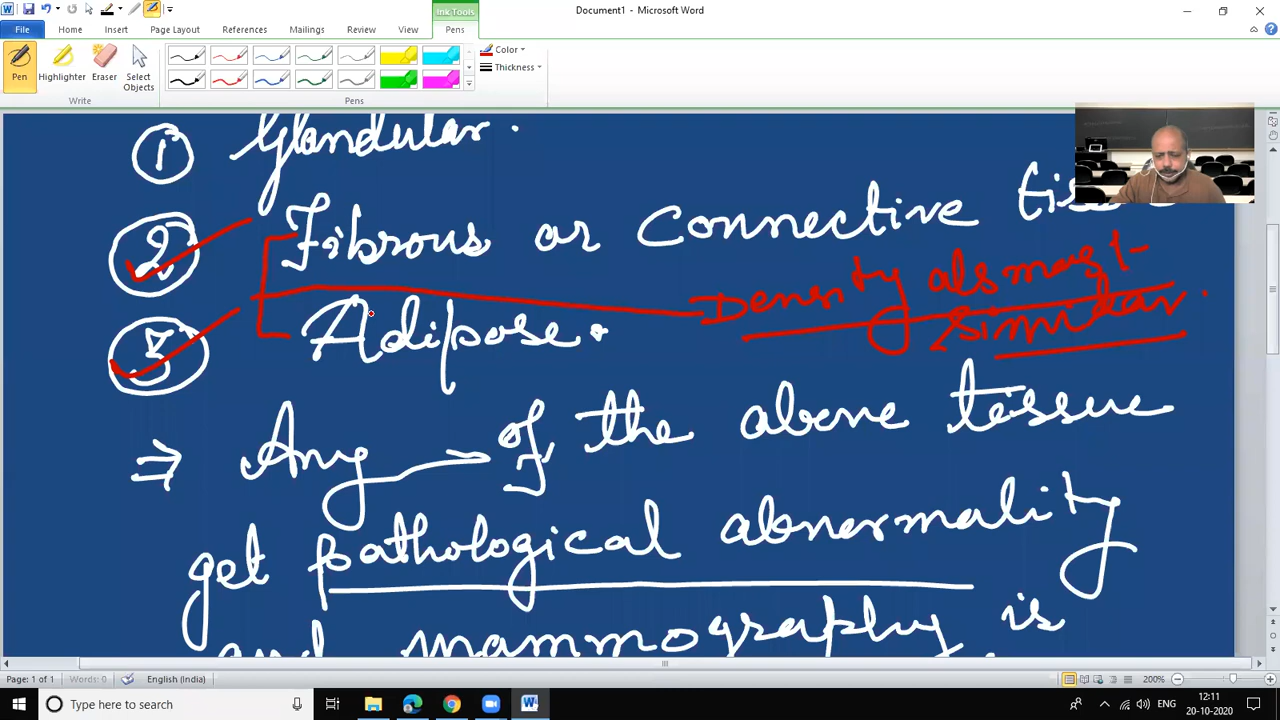 Document1 - Microsoft Word
Ink Tools
File Home Insert Page Layout References Mailings Review View Pens
Pen Highlighter Eraser Select Objects
Color
Thickness
Write Pens
1 Glandular.
2 Fibrous or connective
Density almost
similar.
3 Adipose.
⇒ Any of the above tissue
get pathological abnormality
and mammography is
Page: 1 of 1 Words: 0 English (India) 200%
Type here to search
12:11
ENG
20-10-2020